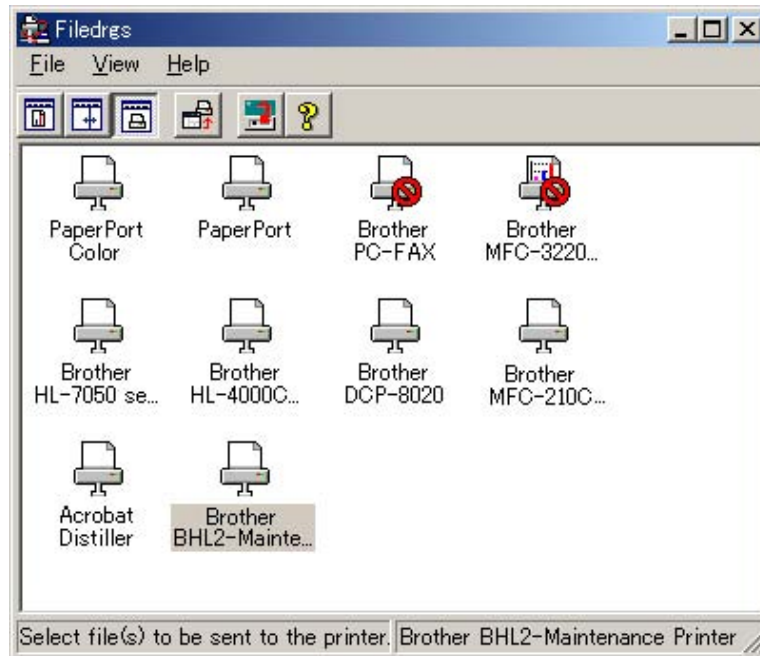 Filedrgs
File View Help
PaperPort Color
PaperPort
Brother PC-FAX
Brother MFC-3220...
Brother HL-7050 se...
Brother HL-4000C...
Brother DCP-8020
Brother MFC-210C...
Acrobat Distiller
Brother BHL2-Mainte...
Select file(s) to be sent to the printer. Brother BHL2-Maintenance Printer